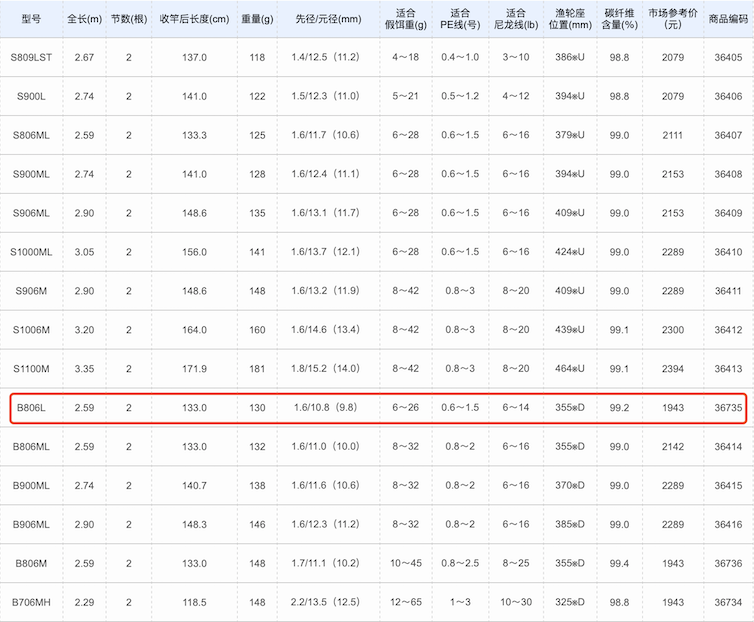 型号 全长(m) 节数(根) 收竿后长度(cm) 重量(g) 先径/元径(mm) 适合假饵重(g) 适合PE线(号) 适合尼龙线(lb) 渔轮座位置(mm) 碳纤维含量(%) 市场参考价(元) 商品编码
S809LST 2.67 2 137.0 118 1.4/12.5（11.2） 4～18 0.4～1.0 3～10 386※U 98.8 2079 36405
S900L 2.74 2 141.0 122 1.5/12.3（11.0） 5～21 0.5～1.2 4～12 394※U 98.8 2079 36406
S806ML 2.59 2 133.3 125 1.6/11.7（10.6） 6～28 0.6～1.5 6～16 379※U 99.0 2111 36407
S900ML 2.74 2 141.0 128 1.6/12.4（11.1） 6～28 0.6～1.5 6～16 394※U 99.0 2153 36408
S906ML 2.90 2 148.6 135 1.6/13.1（11.7） 6～28 0.6～1.5 6～16 409※U 99.0 2153 36409
S1000ML 3.05 2 156.0 141 1.6/13.7（12.1） 6～28 0.6～1.5 6～16 424※U 99.0 2289 36410
S906M 2.90 2 148.6 148 1.6/13.2（11.9） 8～42 0.8～3 8～20 409※U 99.0 2289 36411
S1006M 3.20 2 164.0 160 1.6/14.6（13.4） 8～42 0.8～3 8～20 439※U 99.1 2300 36412
S1100M 3.35 2 171.9 181 1.8/15.2（14.0） 8～42 0.8～3 8～20 464※U 99.1 2394 36413
B806L 2.59 2 133.0 130 1.6/10.8（9.8） 6～26 0.6～1.5 6～14 355※D 99.2 1943 36735
B806ML 2.59 2 133.0 132 1.6/11.0（10.0） 8～32 0.8～2 6～16 355※D 99.0 2142 36414
B900ML 2.74 2 140.7 138 1.6/11.6（10.6） 8～32 0.8～2 6～16 370※D 99.0 2289 36415
B906ML 2.90 2 148.3 146 1.6/12.3（11.2） 8～32 0.8～2 6～16 385※D 99.0 2289 36416
B806M 2.59 2 133.0 148 1.7/11.1（10.2） 10～45 0.8～2.5 8～25 355※D 99.4 1943 36736
B706MH 2.29 2 118.5 148 2.2/13.5（12.5） 12～65 1～3 10～30 325※D 98.8 1943 36734